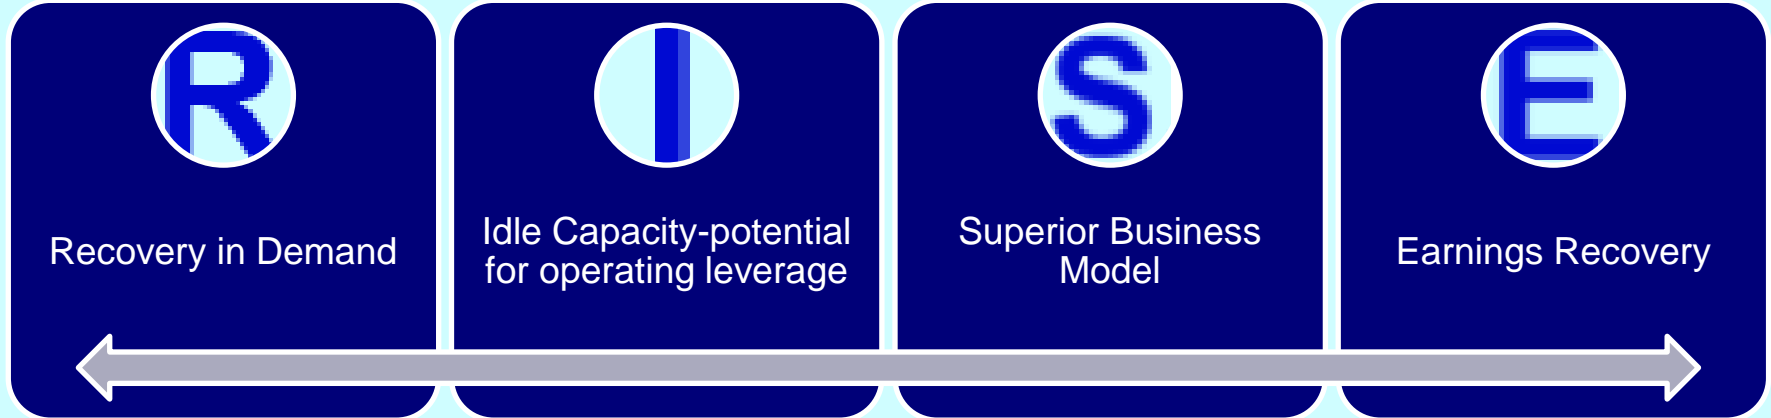 R
I
S
E
Recovery in Demand
Idle Capacity-potential
for operating leverage
Superior Business
Model
Earnings Recovery